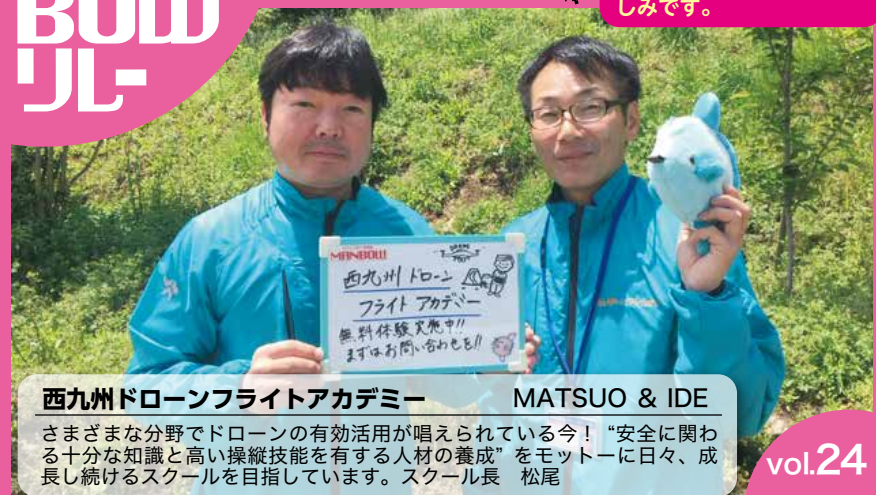 BOW
リレー
しみです。
MANBOW
西九州ドローン
フライトアカデミー
無料体験実施中!!
まずはお問い合わせを!!
西九州ドローンフライトアカデミー MATSUO & IDE
さまざまな分野でドローンの有効活用が唱えられている今！“安全に関わ
る十分な知識と高い操縦技能を有する人材の養成”をモットーに日々、成
長し続けるスクールを目指しています。スクール長 松尾
vol.24